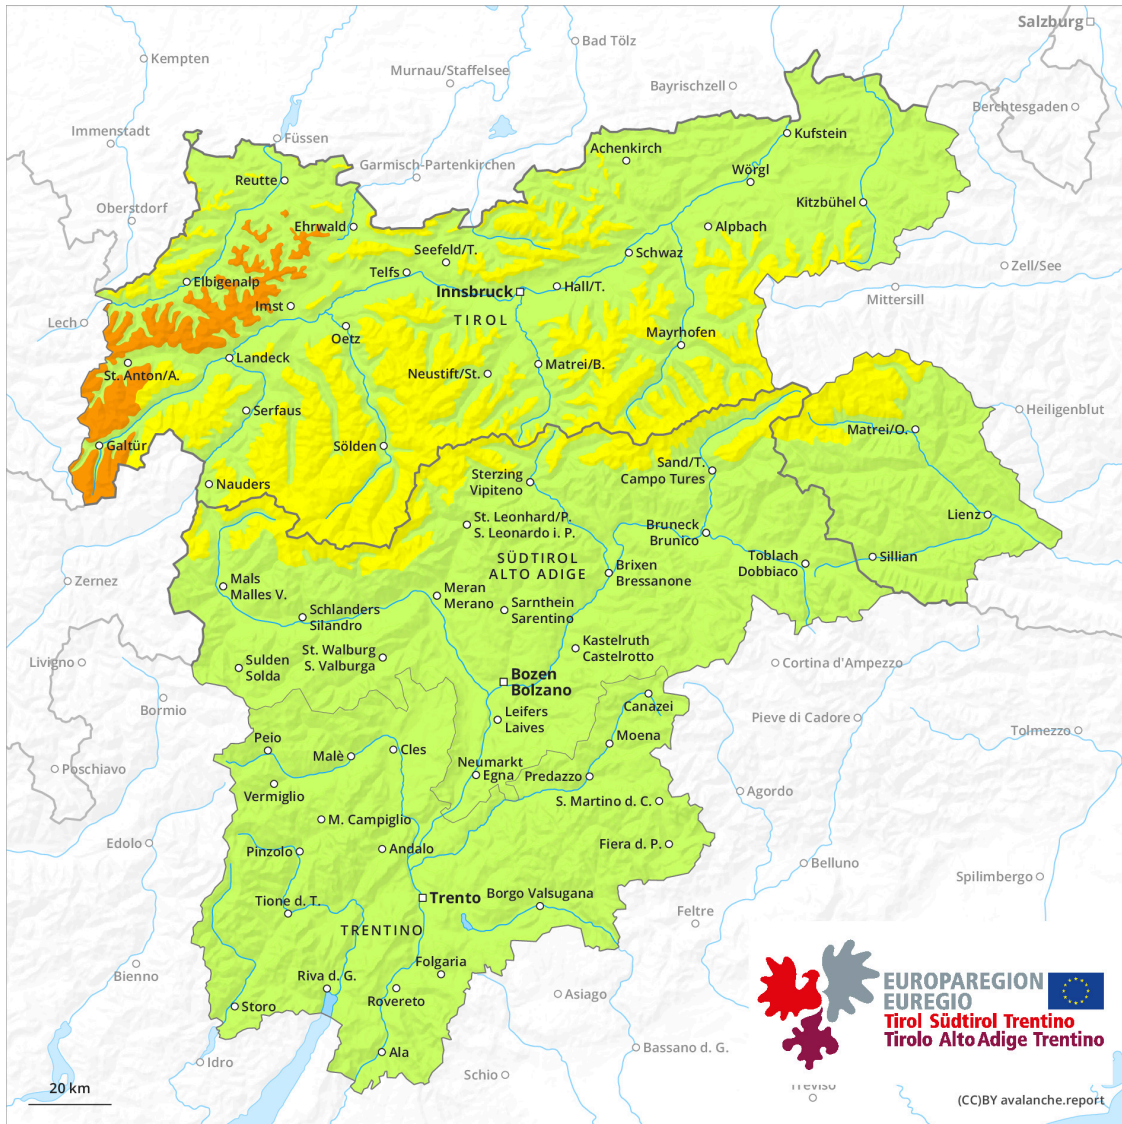 Salzburg
Bad Tölz
Kempten
Murnau/Staffelsee
Bayrischzell
Berchtesgaden
Immenstadt
Füssen
Kufstein
Achenkirch
Garmisch-Partenkirchen
Wörgl
Reutte
Oberstdorf
Kitzbühel
Ehrwald
Alpbach
Seefeld/T.
Schwaz
Zell/See
Telfs
Elbigenalp
Hall/T.
Innsbruck
Mittersill
Imst
Lech
TIROL
Oetz
Mayrhofen
Landeck
Matrei/B.
St. Anton/A.
Neustift/St.
Serfaus
Heiligenblut
Matrei/O.
Galtür
Sölden
Sand/T.
Campo Tures
Sterzing
Vipiteno
Nauders
Lienz
St. Leonhard/P.
S. Leonardo i. P.
Bruneck
Brunico
SÜDTIROL
ALTO ADIGE
Toblach
Dobbiaco
Sillian
Brixen
Bressanone
Zernez
Mals
Malles V.
Meran
Merano
Sarnthein
Sarentino
Schlanders
Silandro
Kastelruth
Castelrotto
St. Walburg
S. Valburga
Livigno
Sulden
Solda
Cortina d'Ampezzo
Bozen
Bolzano
Bormio
Canazei
Leifers
Laives
Pieve di Cadore
Tolmezzo
Moena
Peio
Cles
Malè
Neumarkt
Egna
Predazzo
Poschiavo
Vermiglio
Agordo
S. Martino d. C.
M. Campiglio
Edolo
Fiera d. P.
Pinzolo
Andalo
Belluno
Spilimbergo
Borgo Valsugana
Trento
Tione d. T.
Feltre
TRENTINO
Folgaria
Bienno
Riva d. G.
Asiago
Rovereto
Storo
EUROPAREGION
EUREGIO
Tirol Südtirol Trentino
Tirolo Alto Adige Trentino
Ala
Bassano d. G.
Idro
Schio
Treviso
20 km
(CC)BY avalanche.report